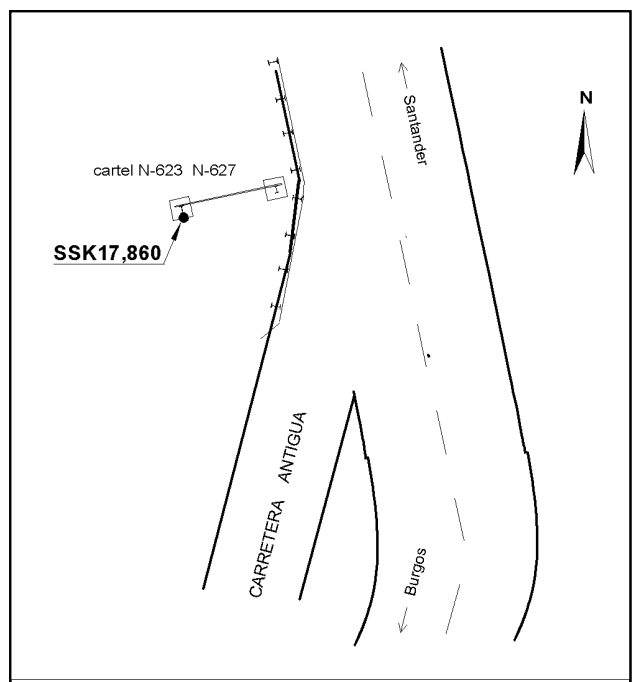 Santander
N
cartel N-623 N-627
SSK17,860
CARRETERA ANTIGUA
Burgos